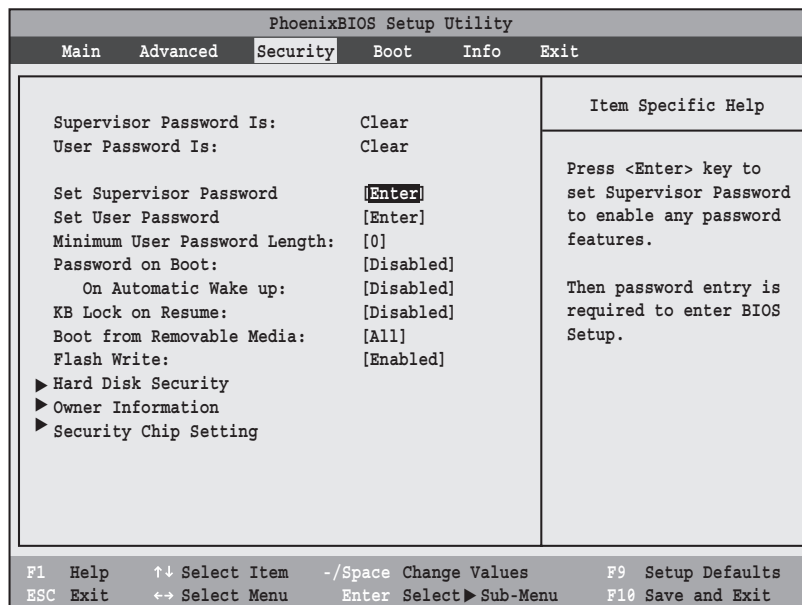 PhoenixBIOS Setup Utility
Main Advanced Security Boot Info Exit
Supervisor Password Is: Clear
User Password Is: Clear
Set Supervisor Password [Enter]
Set User Password [Enter]
Minimum User Password Length: [0]
Password on Boot: [Disabled]
On Automatic Wake up: [Disabled]
KB Lock on Resume: [Disabled]
Boot from Removable Media: [All]
Flash Write: [Enabled]
▶ Hard Disk Security
▶ Owner Information
▶ Security Chip Setting
Item Specific Help
Press <Enter> key to
set Supervisor Password
to enable any password
features.
Then password entry is
required to enter BIOS
Setup.
F1 Help ↑↓ Select Item -/Space Change Values F9 Setup Defaults
ESC Exit ←→ Select Menu Enter Select ▶ Sub-Menu F10 Save and Exit